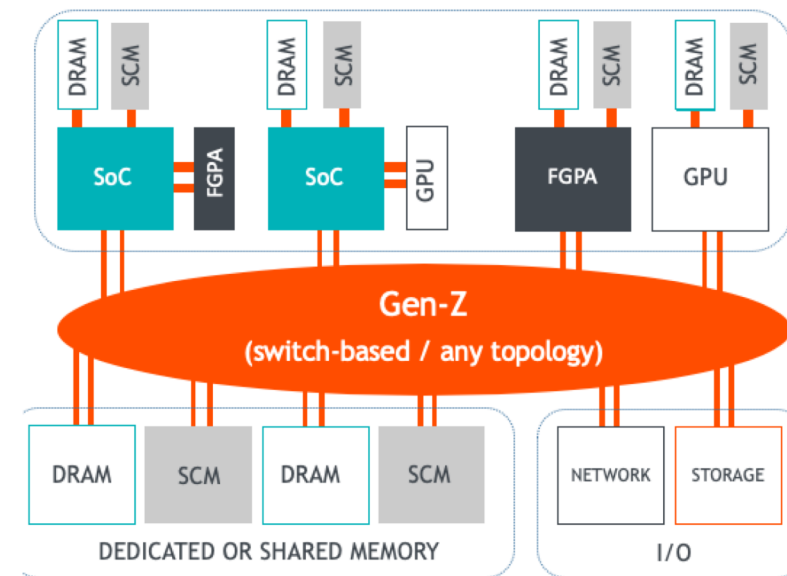 DRAM
SCM
DRAM
SCM
DRAM
SCM
DRAM
SCM
SoC
FGPA
SoC
GPU
FGPA
GPU
Gen-Z
(switch-based / any topology)
DRAM
SCM
DRAM
SCM
NETWORK
STORAGE
DEDICATED OR SHARED MEMORY
I/O